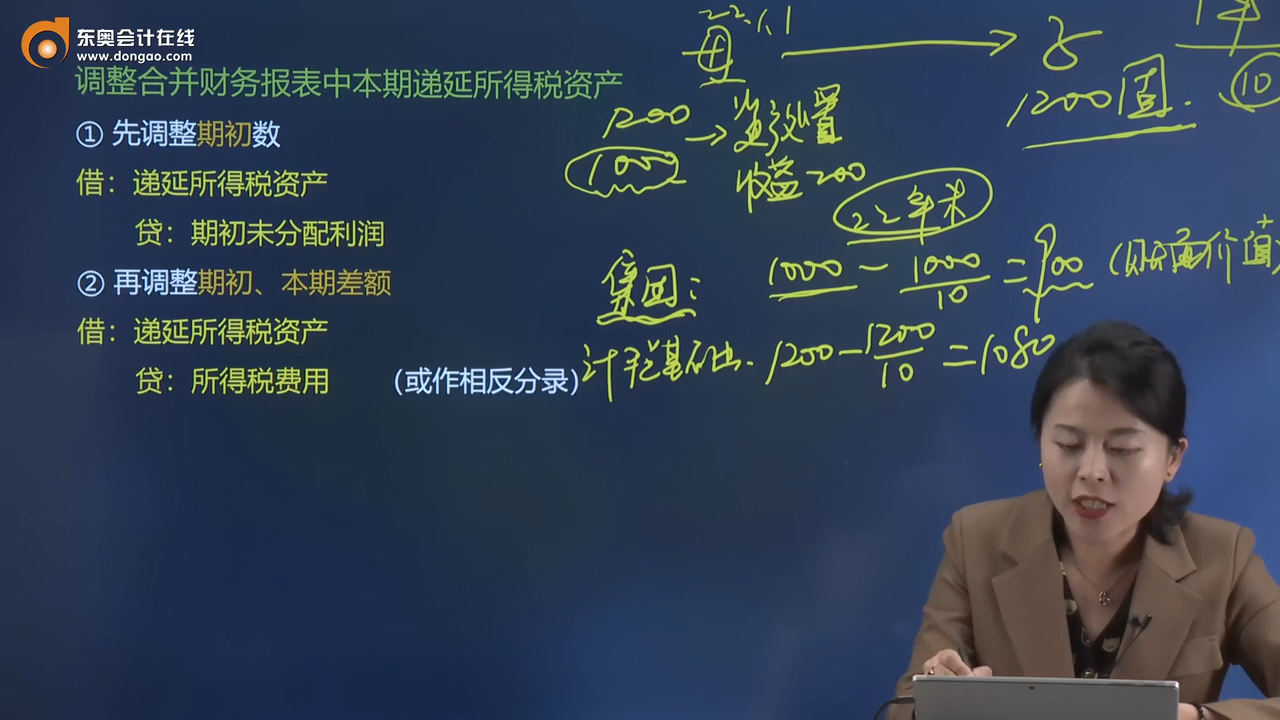 东奥会计在线
www.dongao.com
调整合并财务报表中本期递延所得税资产
① 先调整期初数
借：递延所得税资产
贷：期初未分配利润
② 再调整期初、本期差额
借：递延所得税资产
贷：所得税费用
(或作相反分录)
22.1.1
母 → 子
1200固.
10
1200 → 资产处置
1000
收益200
22年末
集团：1000 - 1000/10 = 900 (账面价值)
计税基础. 1200 - 1200/10 = 1080